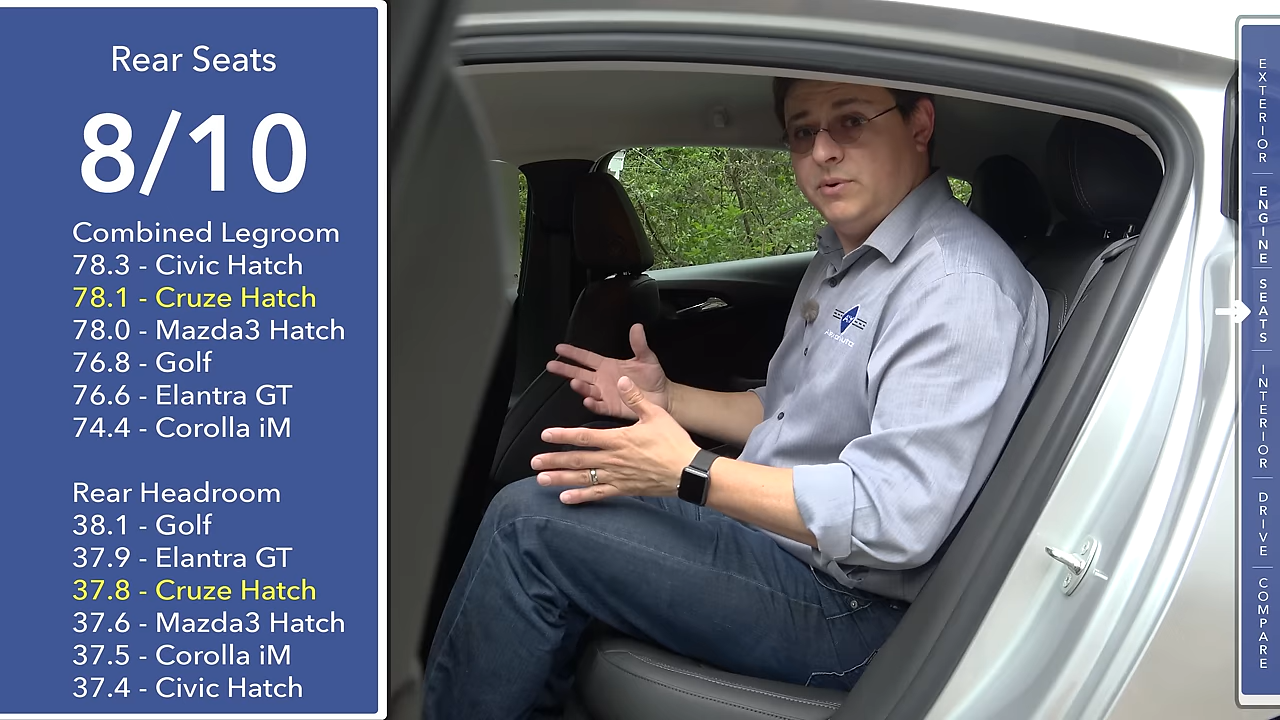 Rear Seats
8/10
Combined Legroom
78.3 - Civic Hatch
78.1 - Cruze Hatch
78.0 - Mazda3 Hatch
76.8 - Golf
76.6 - Elantra GT
74.4 - Corolla iM
Rear Headroom
38.1 - Golf
37.9 - Elantra GT
37.8 - Cruze Hatch
37.6 - Mazda3 Hatch
37.5 - Corolla iM
37.4 - Civic Hatch
EXTERIOR
ENGINE
SEATS
INTERIOR
DRIVE
COMPARE